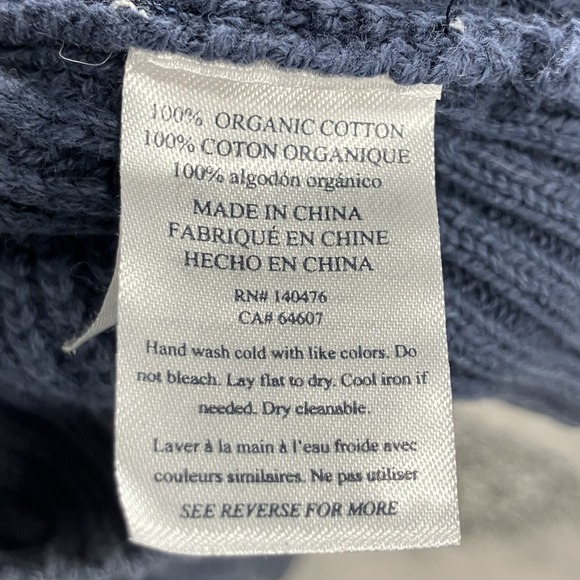 100% ORGANIC COTTON
100% COTON ORGANIQUE
100% algodón orgánico
MADE IN CHINA
FABRIQUÉ EN CHINE
HECHO EN CHINA
RN# 140476
CA# 64607
Hand wash cold with like colors. Do
not bleach. Lay flat to dry. Cool iron if
needed. Dry cleanable.
Laver à la main à l'eau froide avec
couleurs similaires. Ne pas utiliser
SEE REVERSE FOR MORE